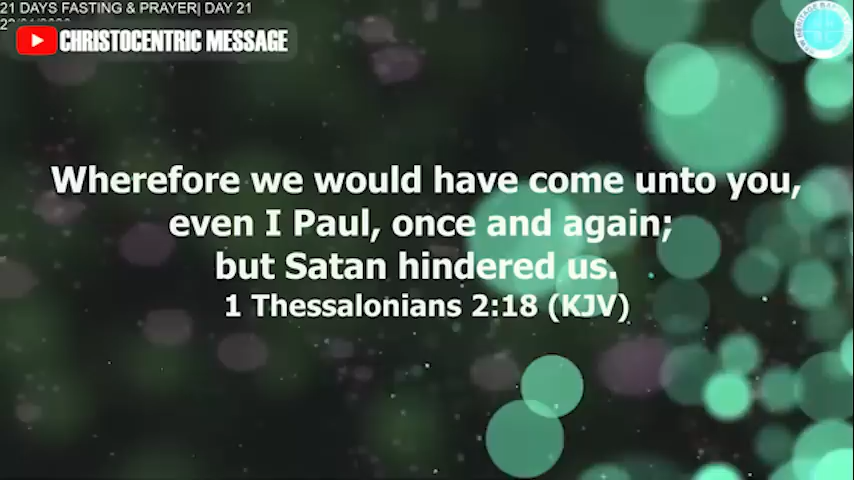 21 DAYS FASTING & PRAYER| DAY 21
CHRISTOCENTRIC MESSAGE
Wherefore we would have come unto you,
even I Paul, once and again;
but Satan hindered us.
1 Thessalonians 2:18 (KJV)